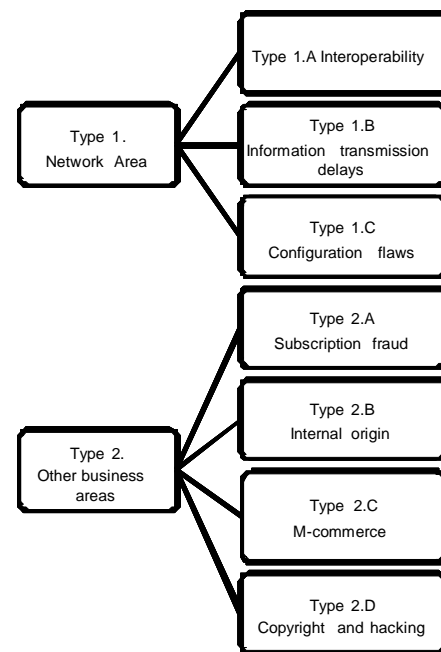 Type 1.
Network Area
Type 1.A Interoperability
Type 1.B
Information transmission
delays
Type 1.C
Configuration flaws
Type 2.
Other business
areas
Type 2.A
Subscription fraud
Type 2.B
Internal origin
Type 2.C
M-commerce
Type 2.D
Copyright and hacking